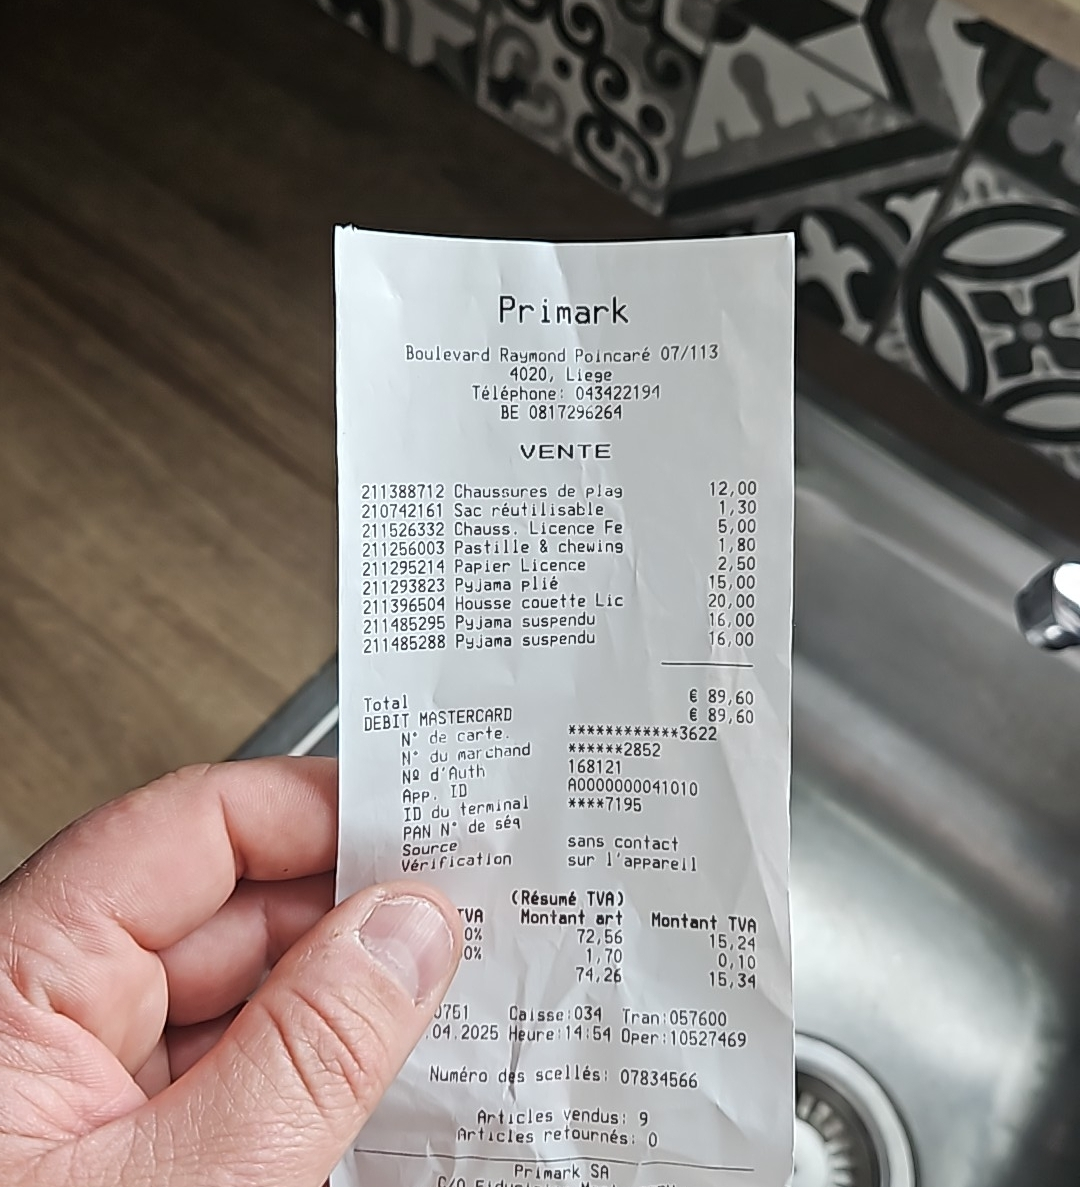 Primark
Boulevard Raymond Poincaré 07/113
4020, Liege
Téléphone: 043422194
BE 0817296264
VENTE
211388712 Chaussures de plag 12,00
210742161 Sac réutilisable 1,30
211526332 Chauss. Licence Fe 5,00
211256003 Pastille & chewing 1,80
211295214 Papier Licence 2,50
211293823 Pyjama plié 15,00
211396504 Housse couette Lic 20,00
211485295 Pyjama suspendu 16,00
211485288 Pyjama suspendu 16,00
Total € 89,60
DEBIT MASTERCARD € 89,60
N° de carte. ************3622
N° du marchand ******2852
Nº d'Auth 168121
App. ID A0000000041010
ID du terminal ****7195
PAN N° de séq
Source sans contact
Vérification sur l'appareil
(Résumé TVA)
TVA Montant art Montant TVA
0% 72,56 15,24
0% 1,70 0,10
74,26 15,34
0751 Caisse:034 Tran:057600
.04.2025 Heure:14:54 Oper:10527469
Numéro des scellés: 07834566
Articles vendus: 9
Articles retournés: 0
Primark SA
C/O